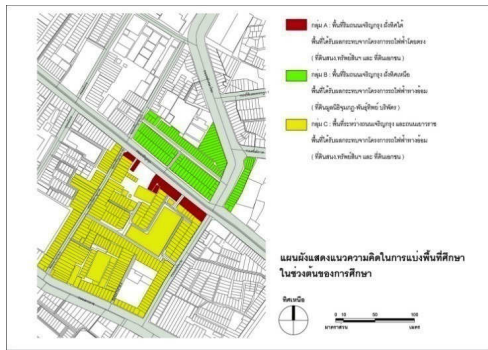 กลุ่ม A : พื้นที่ริมถนนเจริญกรุง ฝั่งทิศใต้
พื้นที่ได้รับผลกระทบจากโครงการรถไฟฟ้าโดยตรง
( ที่ดินสนง.ทรัพย์สินฯ และ ที่ดินเอกชน )
กลุ่ม B : พื้นที่ริมถนนเจริญกรุง ฝั่งทิศเหนือ
พื้นที่ได้รับผลกระทบจากโครงการรถไฟฟ้าทางอ้อม
( ที่ดินมูลนิธิจุมภฏ-พันธุ์ทิพย์ บริพัตร )
กลุ่ม C : พื้นที่ระหว่างถนนเจริญกรุง และถนนเยาวราช
พื้นที่ได้รับผลกระทบจากโครงการรถไฟฟ้าทางอ้อม
( ที่ดินสนง.ทรัพย์สินฯ และ ที่ดินเอกชน )
แผนผังแสดงแนวความคิดในการแบ่งพื้นที่ศึกษา
ในช่วงต้นของการศึกษา
ทิศเหนือ
0 10 50 100
มาตราส่วน เมตร